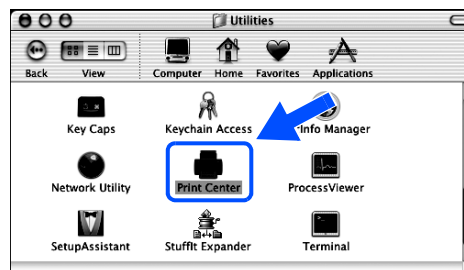 Utilities
Back View Computer Home Favorites Applications
Key Caps Keychain Access Info Manager
Network Utility Print Center ProcessViewer
SetupAssistant StuffIt Expander Terminal